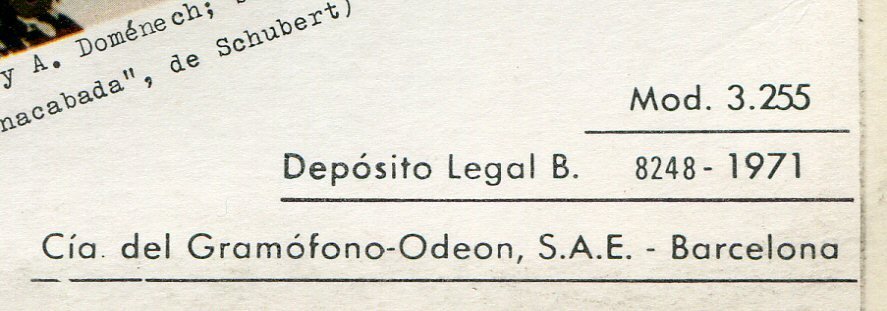 y A. Doménech;
nacabada", de Schubert)
Mod. 3.255
Depósito Legal B. 8248 - 1971
Cía. del Gramófono-Odeon, S.A.E. - Barcelona